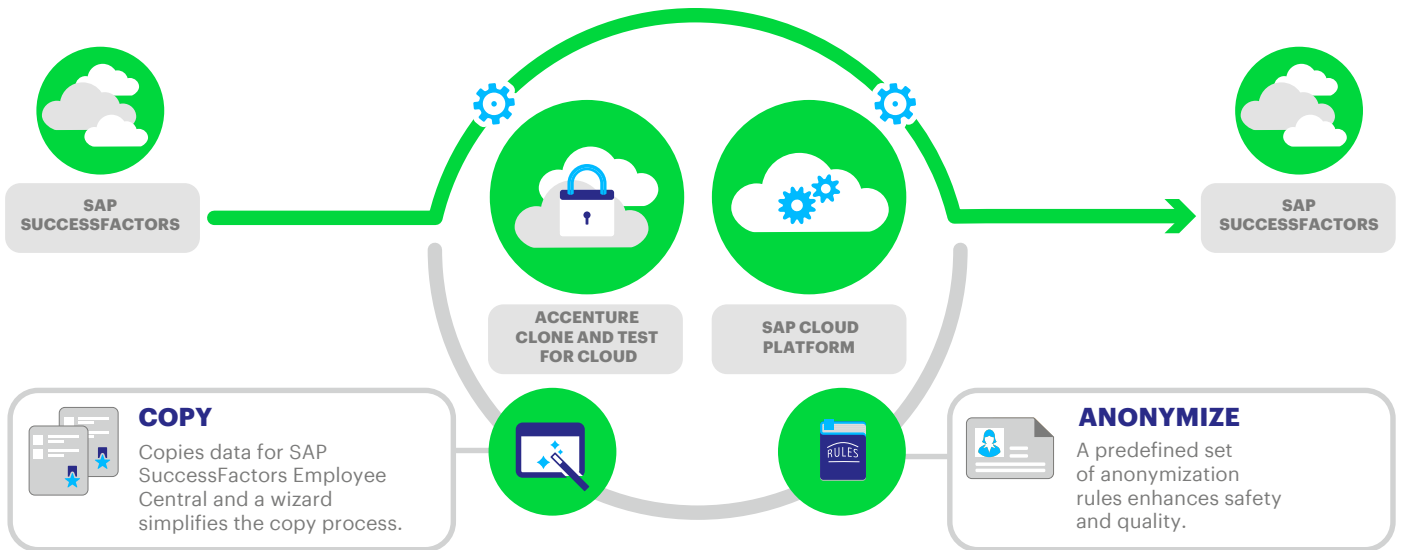 SAP
SUCCESSFACTORS
ACCENTURE
CLONE AND TEST
FOR CLOUD
SAP CLOUD
PLATFORM
SAP
SUCCESSFACTORS
COPY
Copies data for SAP
SuccessFactors Employee
Central and a wizard
simplifies the copy process.
RULES
ANONYMIZE
A predefined set
of anonymization
rules enhances safety
and quality.